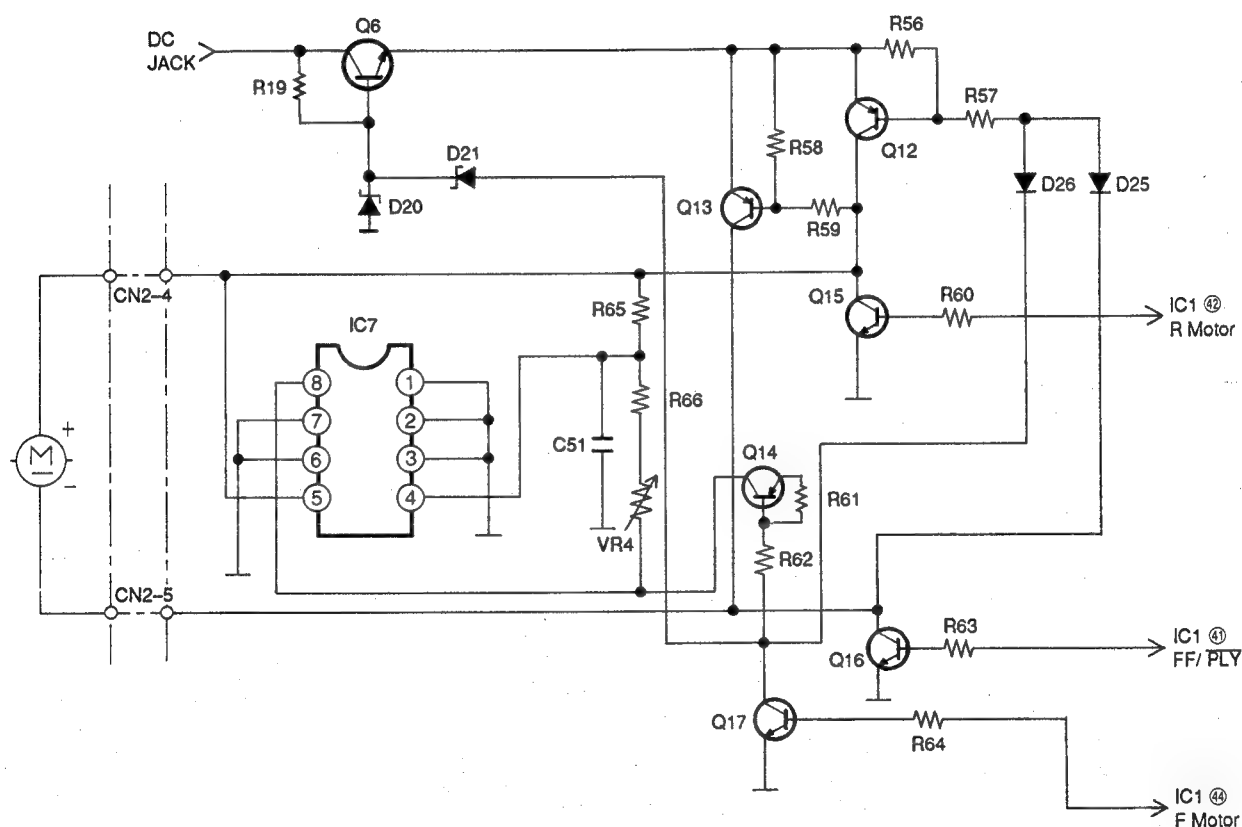 DC
JACK
Q6
R19
R56
R57
Q12
R58
D21
D20
Q13
R59
D26
D25
CN2-4
Q15
R60
IC1 ㊷
R Motor
R65
IC7
8
1
7
2
6
3
5
4
R66
C51
VR4
Q14
R61
R62
M
+
-
CN2-5
Q16
R63
IC1 ㊶
FF/ PLY
Q17
R64
IC1 ㊹
F Motor